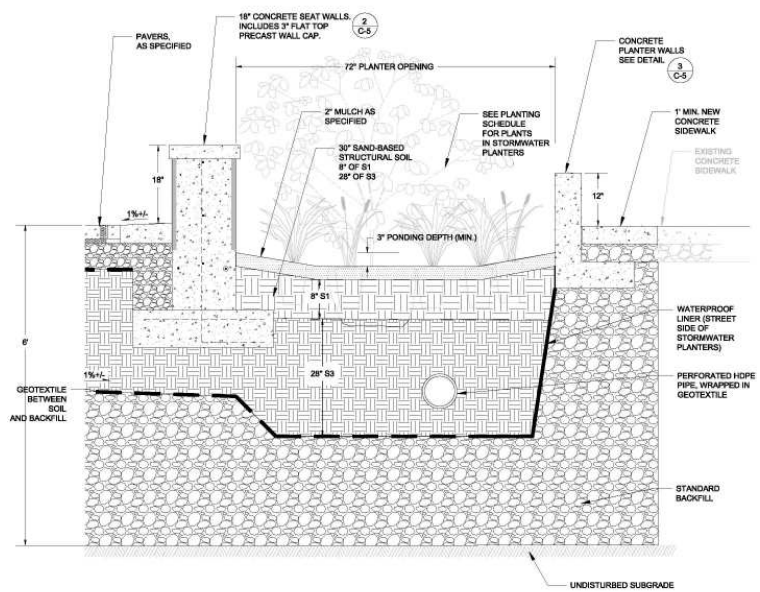 18" CONCRETE SEAT WALLS.
INCLUDES 3" FLAT TOP
PRECAST WALL CAP.
2
C-5
PAVERS,
AS SPECIFIED
CONCRETE
PLANTER WALLS
SEE DETAIL
3
C-5
72" PLANTER OPENING
2" MULCH AS
SPECIFIED
SEE PLANTING
SCHEDULE
FOR PLANTS
IN STORMWATER
PLANTERS
1' MIN. NEW
CONCRETE
SIDEWALK
30" SAND-BASED
STRUCTURAL SOIL
8" OF S1
28" OF S3
EXISTING
CONCRETE
SIDEWALK
18"
12"
1%+/-
3" PONDING DEPTH (MIN.)
8" S1
WATERPROOF
LINER (STREET
SIDE OF
STORMWATER
PLANTERS)
6'
28" S3
1%+/-
PERFORATED HDPE
PIPE, WRAPPED IN
GEOTEXTILE
GEOTEXTILE
BETWEEN
SOIL
AND BACKFILL
STANDARD
BACKFILL
UNDISTURBED SUBGRADE